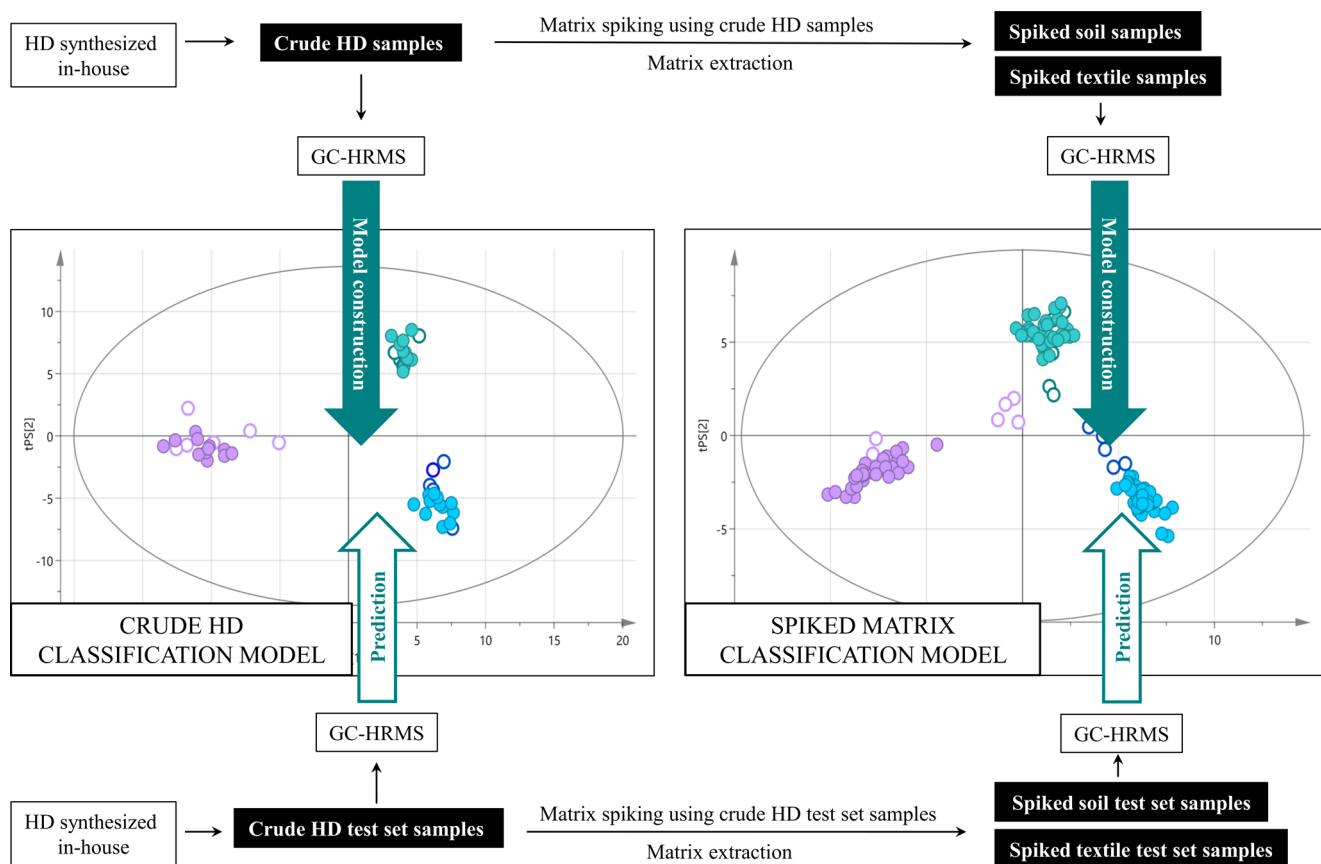 HD synthesized
in-house
Crude HD samples
Matrix spiking using crude HD samples
Matrix extraction
Spiked soil samples
Spiked textile samples
GC-HRMS
GC-HRMS
Model construction
10
5
0
-5
-10
tPS[2]
5
10
15
20
CRUDE HD
CLASSIFICATION MODEL
Prediction
Model construction
5
0
-5
tPS[2]
10
SPIKED MATRIX
CLASSIFICATION MODEL
Prediction
GC-HRMS
GC-HRMS
HD synthesized
in-house
Crude HD test set samples
Matrix spiking using crude HD test set samples
Matrix extraction
Spiked soil test set samples
Spiked textile test set samples